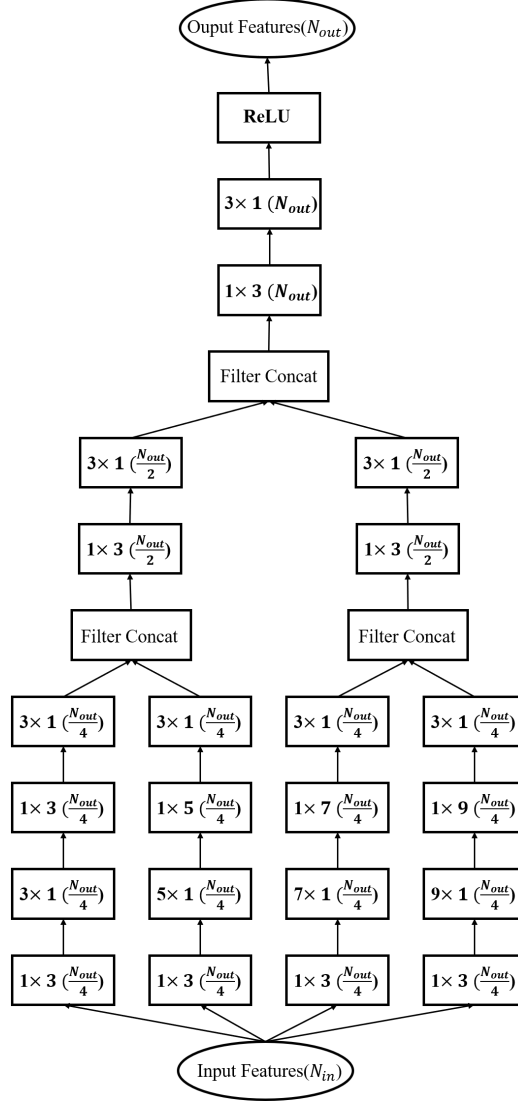 Ouput Features(N_out)
ReLU
3× 1 (N_out)
1× 3 (N_out)
Filter Concat
3× 1 (N_out/2) 3× 1 (N_out/2)
1× 3 (N_out/2) 1× 3 (N_out/2)
Filter Concat Filter Concat
3× 1 (N_out/4) 3× 1 (N_out/4) 3× 1 (N_out/4) 3× 1 (N_out/4)
1× 3 (N_out/4) 1× 5 (N_out/4) 1× 7 (N_out/4) 1× 9 (N_out/4)
3× 1 (N_out/4) 5× 1 (N_out/4) 7× 1 (N_out/4) 9× 1 (N_out/4)
1× 3 (N_out/4) 1× 3 (N_out/4) 1× 3 (N_out/4) 1× 3 (N_out/4)
Input Features(N_in)